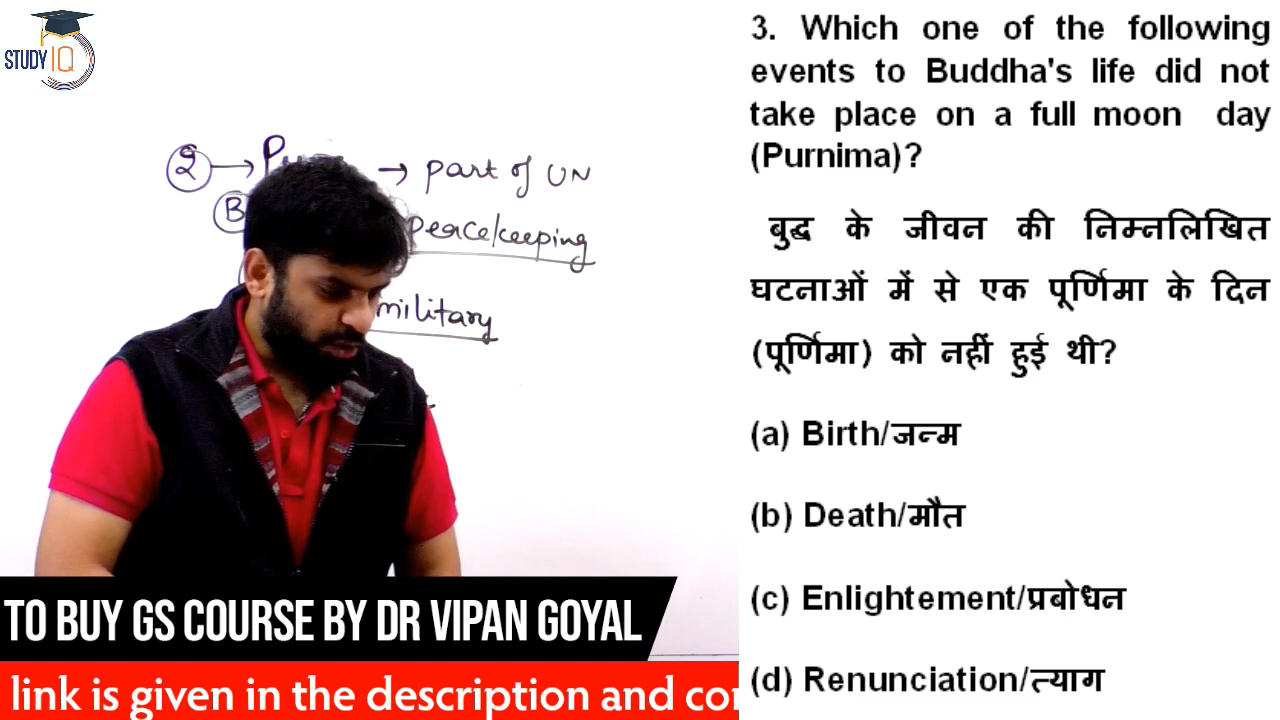 STUDY IQ
2 → → part of UN
B peacekeeping
military
TO BUY GS COURSE BY DR VIPAN GOYAL
link is given in the description and
3. Which one of the following
events to Buddha's life did not
take place on a full moon day
(Purnima)?
बुद्ध के जीवन की निम्नलिखित
घटनाओं में से एक पूर्णिमा के दिन
(पूर्णिमा) को नहीं हुई थी?
(a) Birth/जन्म
(b) Death/मौत
(c) Enlightement/प्रबोधन
(d) Renunciation/त्याग